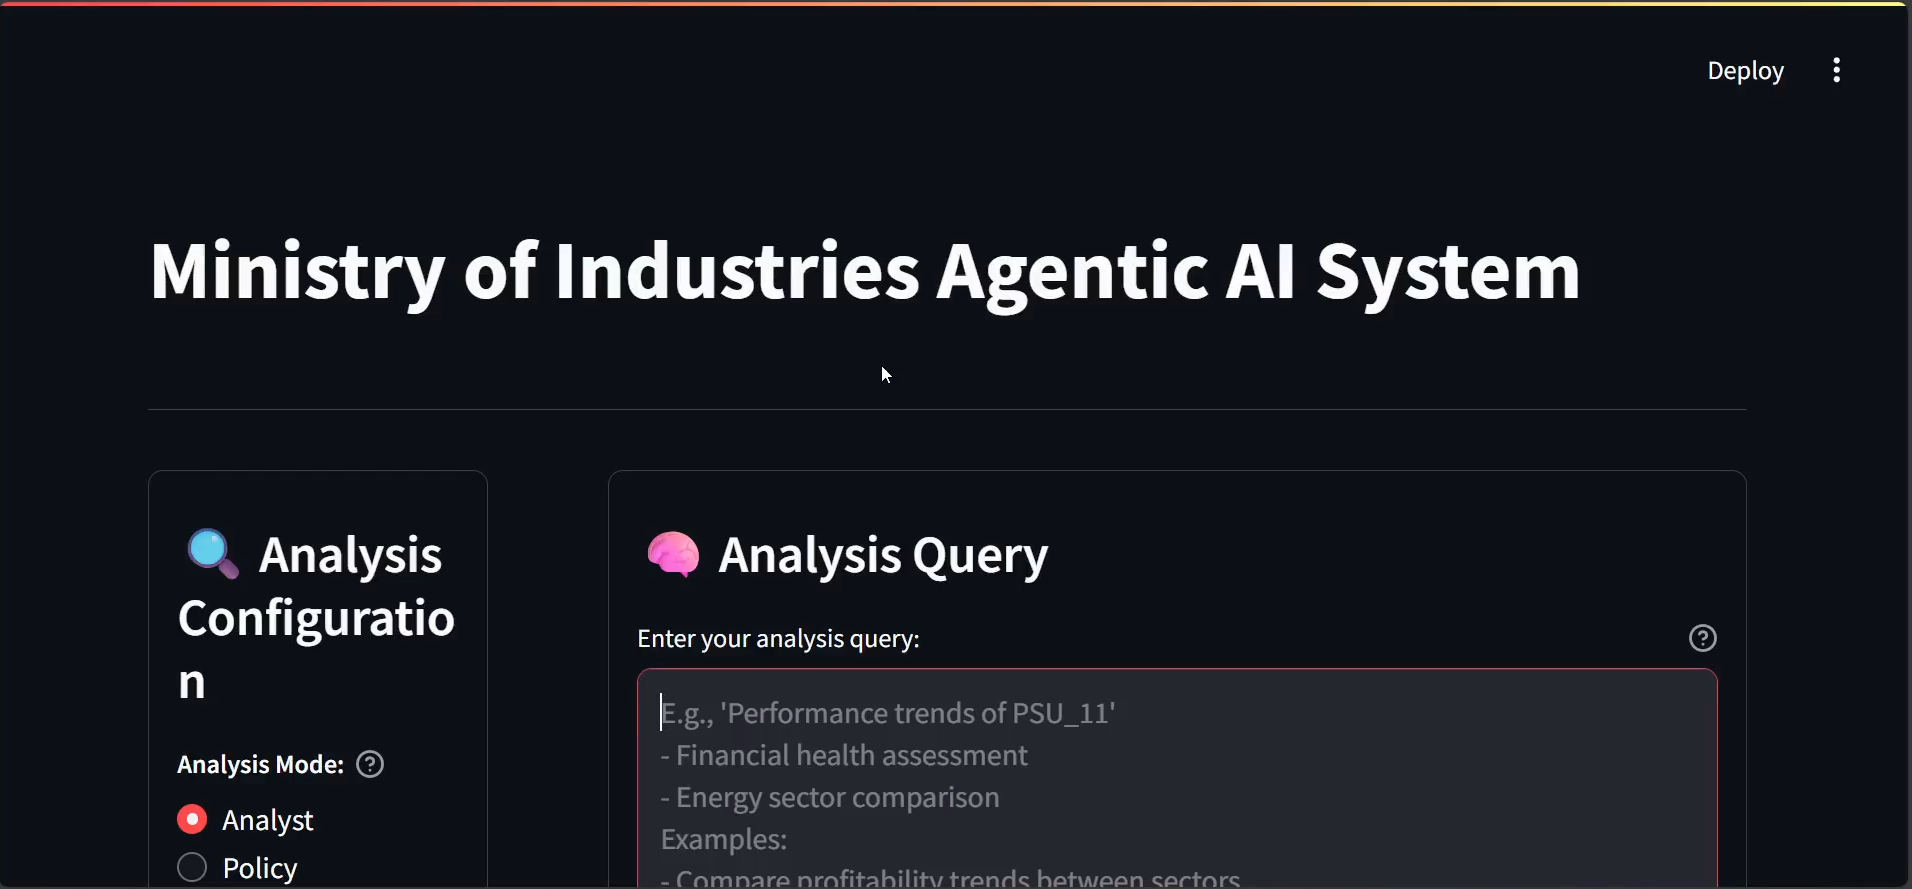 Deploy
Ministry of Industries Agentic AI System
Analysis
Configuratio
n
Analysis Mode:
Analyst
Policy
Analysis Query
Enter your analysis query:
E.g., 'Performance trends of PSU_11'
- Financial health assessment
- Energy sector comparison
Examples:
- Compare profitability trends between sectors